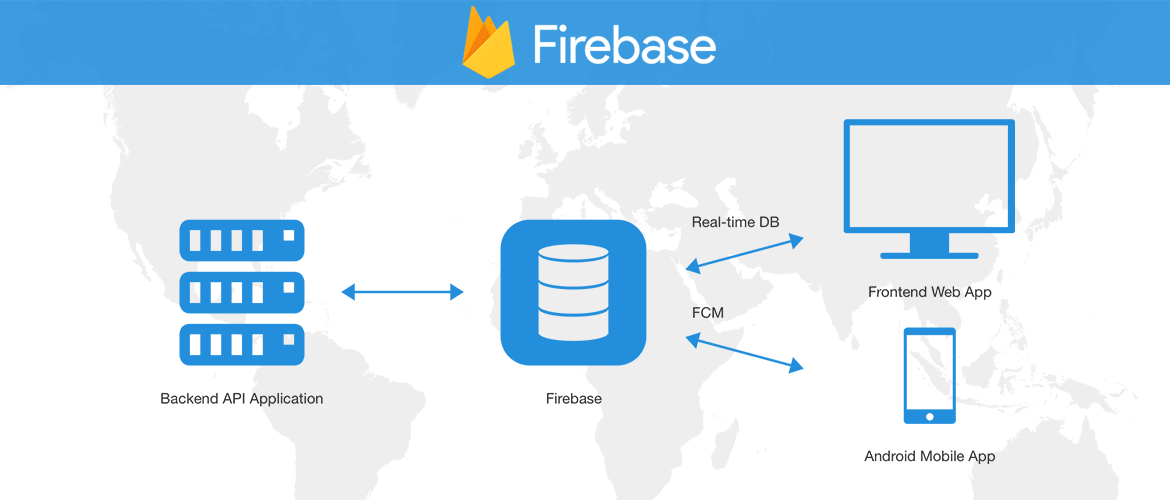 Firebase
Real-time DB
Frontend Web App
FCM
Backend API Application
Firebase
Android Mobile App